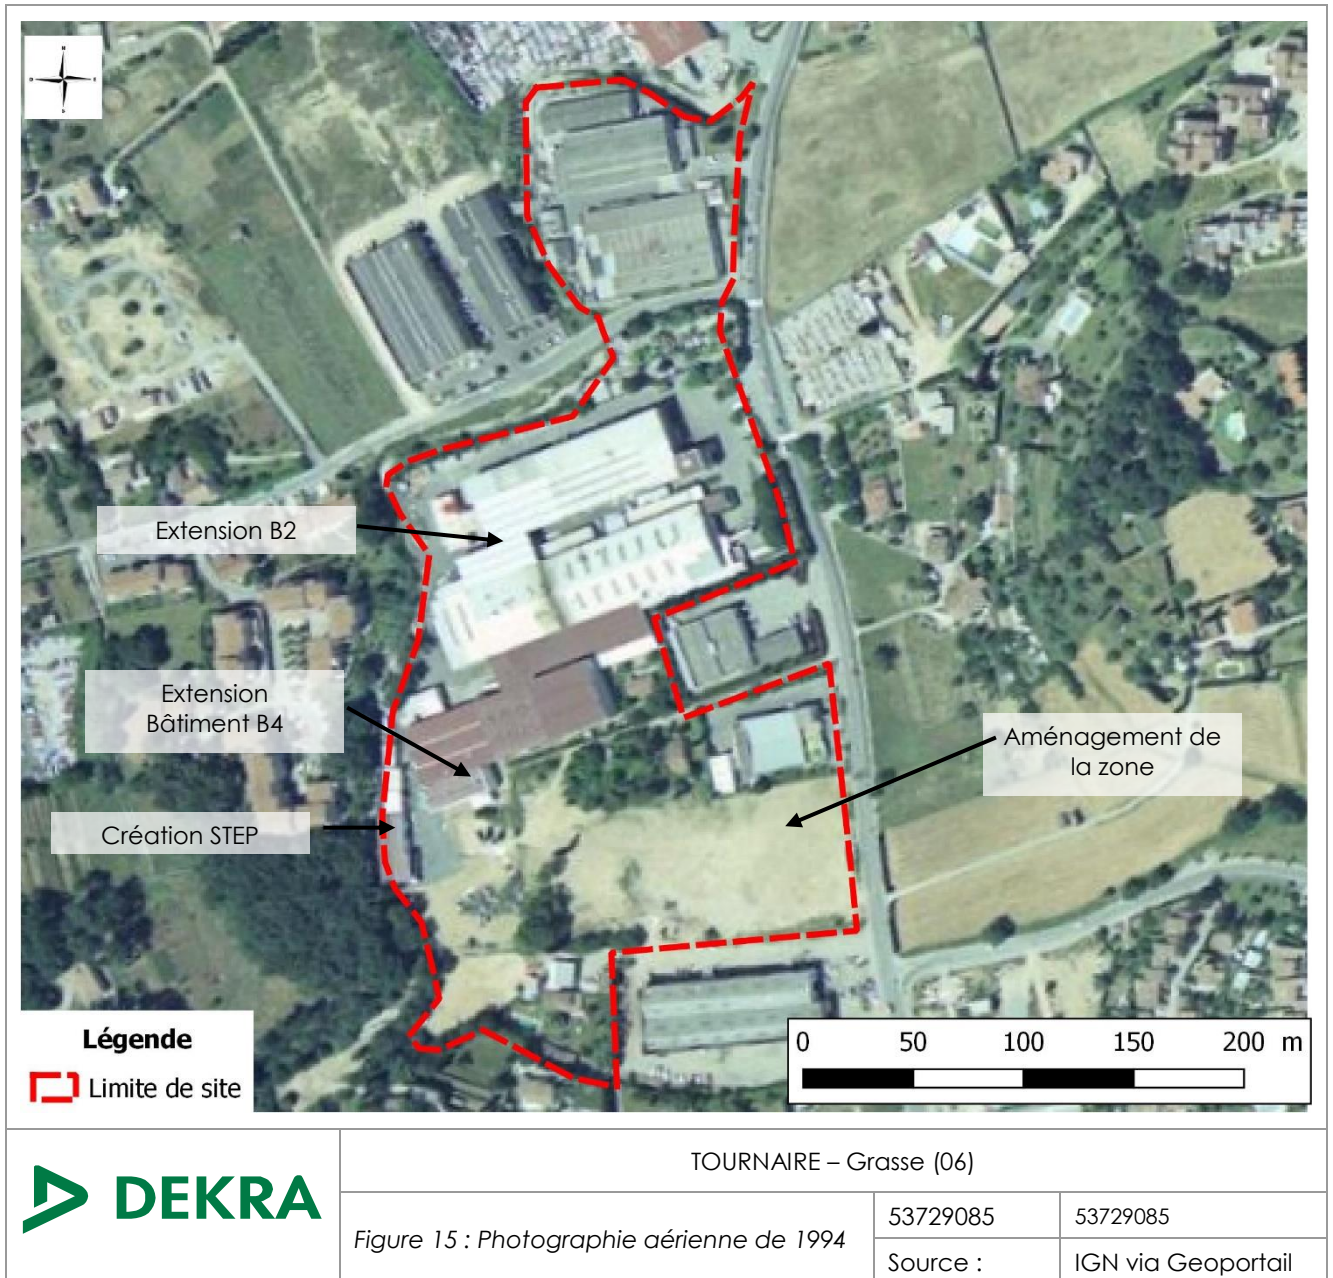 Extension B2
Extension
Bâtiment B4
Création STEP
Aménagement de
la zone
Légende
Limite de site
0 50 100 150 200 m
DEKRA
TOURNAIRE – Grasse (06)
Figure 15 : Photographie aérienne de 1994
53729085
53729085
Source :
IGN via Geoportail